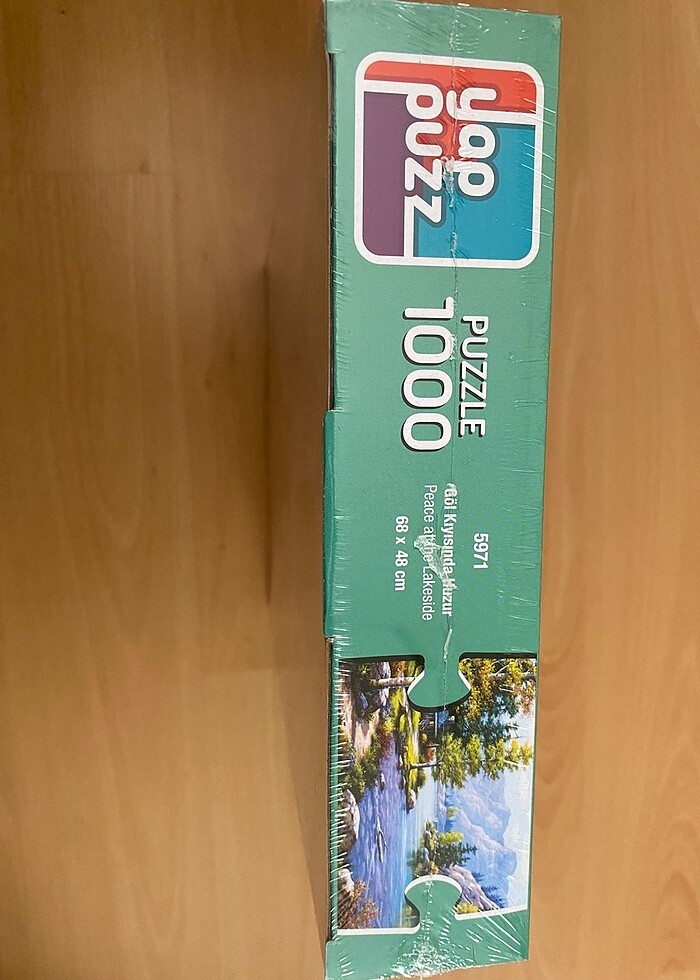 yap
puzz
PUZZLE
1000
5971
Göl Kıyısında Huzur
Peace at the Lakeside
68 x 48 cm